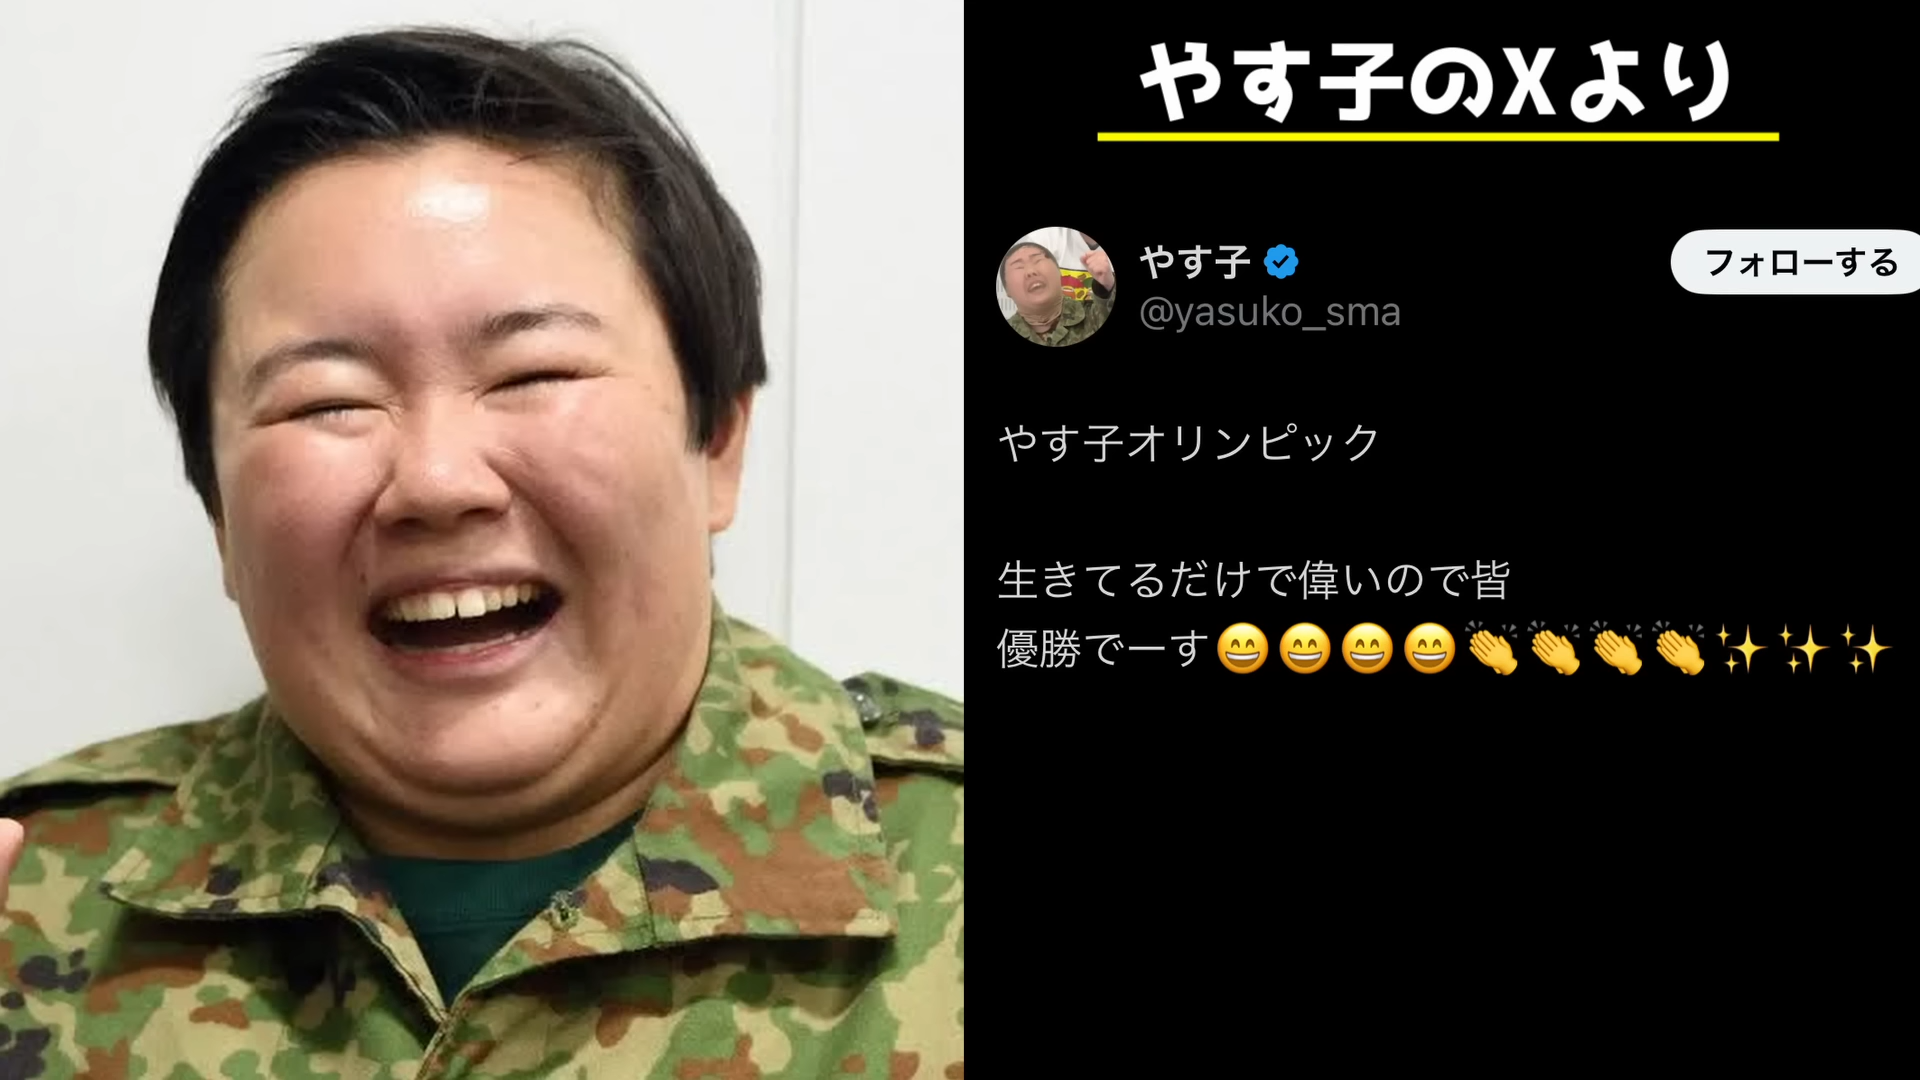 やす子のXより
やす子
フォローする
@yasuko_sma
やす子オリンピック
生きてるだけで偉いので皆
優勝でーす😄😄😄😄👏👏👏👏✨✨✨